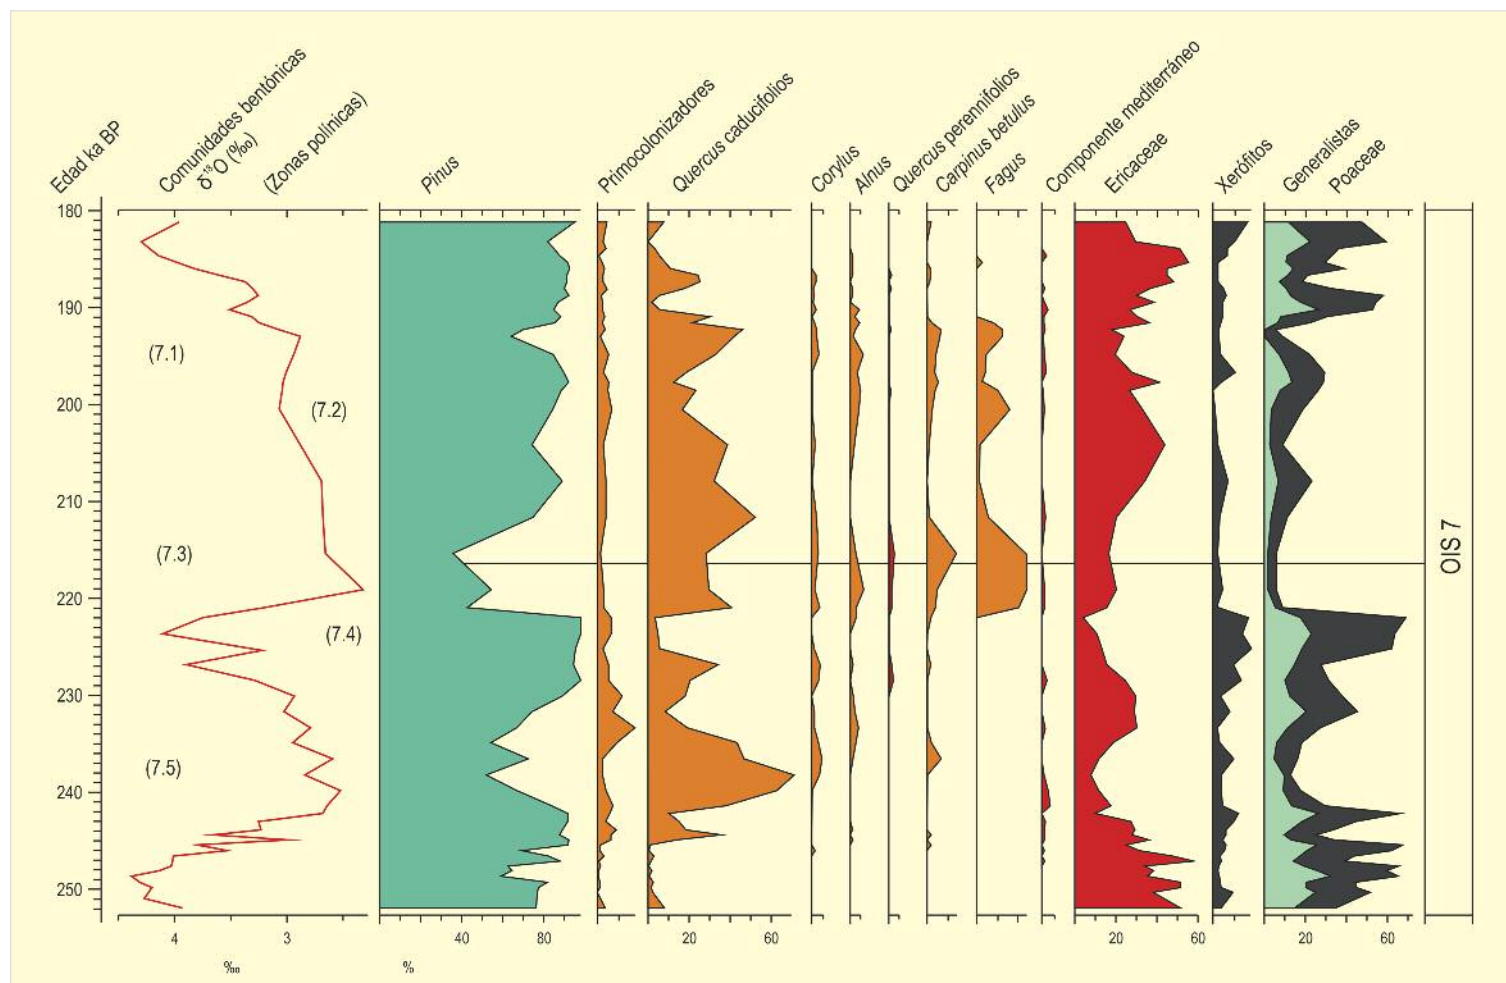 Edad ka BP
Comunidades bentónicas
δ¹⁸O (‰)
(Zonas polínicas)
Pinus
Primocolonizadores
Quercus caducifolios
Corylus
Alnus
Quercus perennifolios
Carpinus betulus
Fagus
Componente mediterráneo
Ericaceae
Xerófitos
Generalistas
Poaceae
180
190
(7.1)
200
(7.2)
210
(7.3)
220
(7.4)
230
(7.5)
240
250
OIS 7
4 3 40 80 20 60 20 60 20 60
‰ %